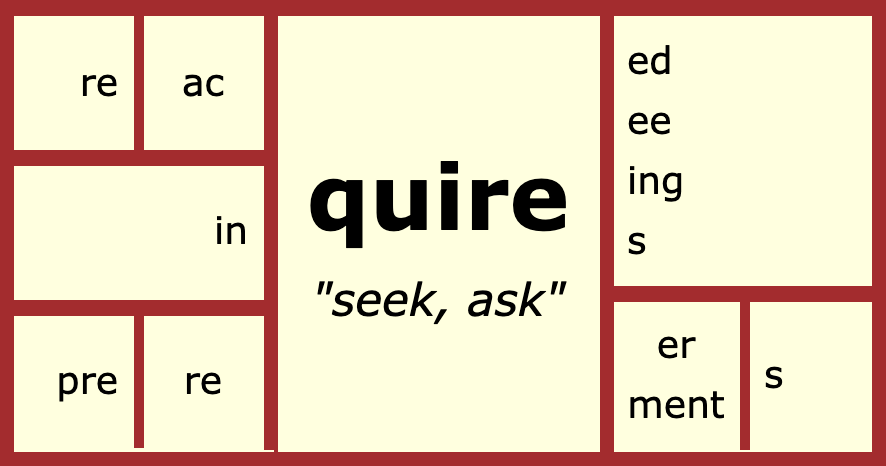 re ac
in
pre re
quire
"seek, ask"
ed
ee
ing
s
er
ment
s